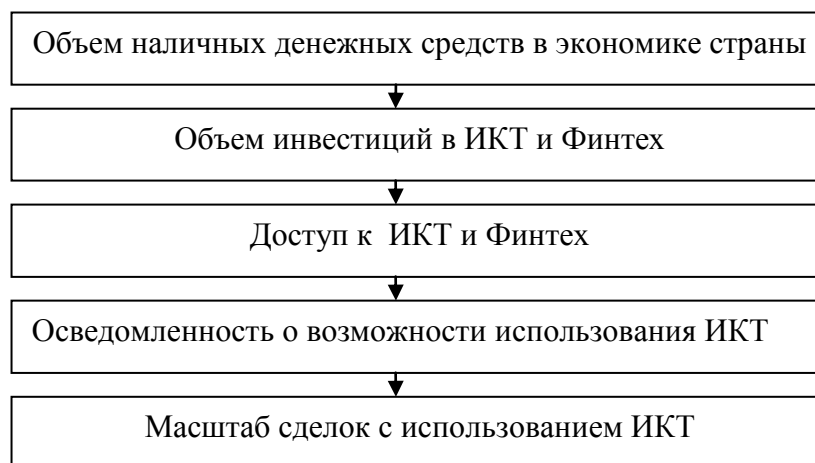 Объем наличных денежных средств в экономике страны
Объем инвестиций в ИКТ и Финтех
Доступ к ИКТ и Финтех
Осведомленность о возможности использования ИКТ
Масштаб сделок с использованием ИКТ